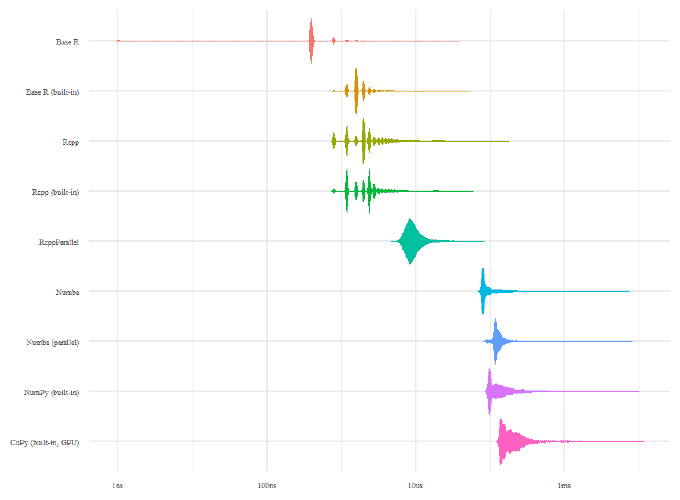 Base R
Base R (built-in)
Rcpp
Rcpp (built-in)
RcppParallel
Numba
Numba (parallel)
NumPy (built-in)
CuPy (built-in, GPU)
1ns
100ns
10us
1ms